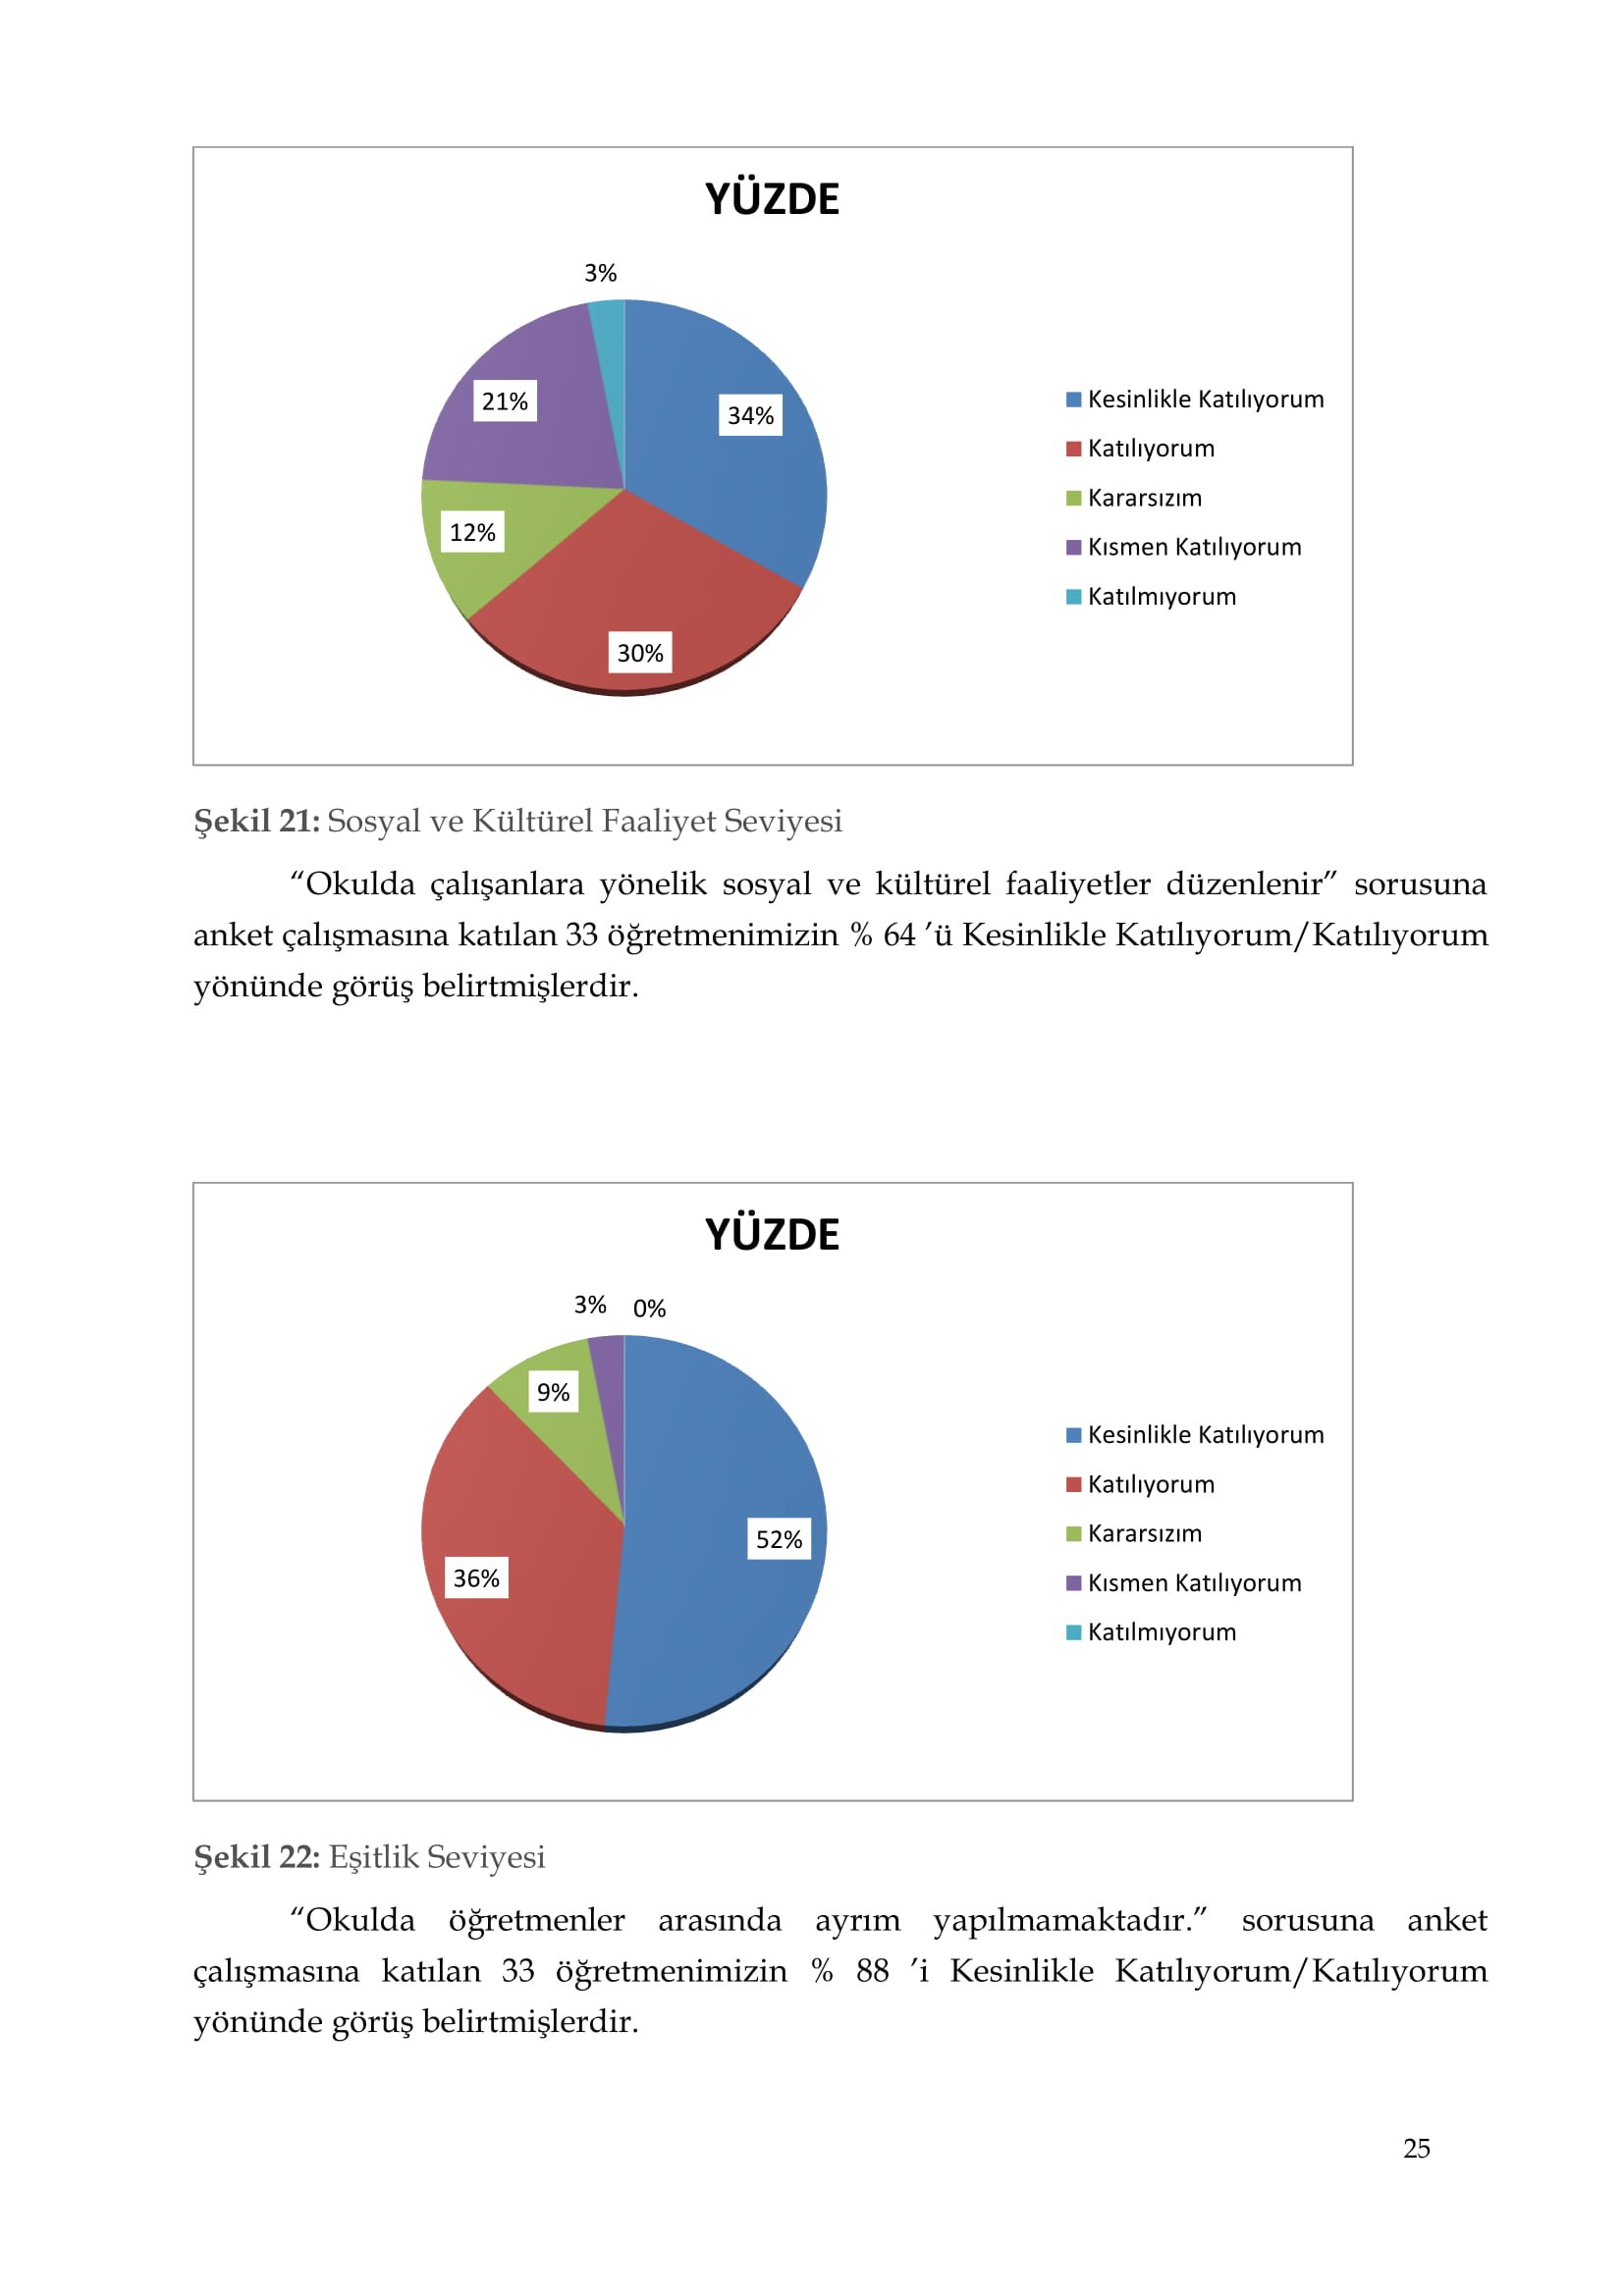 YÜZDE
3%
34%
21%
12%
30%
Kesinlikle Katılıyorum
Katılıyorum
Kararsızım
Kısmen Katılıyorum
Katılmıyorum
Şekil 21: Sosyal ve Kültürel Faaliyet Seviyesi
“Okulda çalışanlara yönelik sosyal ve kültürel faaliyetler düzenlenir” sorusuna
anket çalışmasına katılan 33 öğretmenimizin % 64 ’ü Kesinlikle Katılıyorum/Katılıyorum
yönünde görüş belirtmişlerdir.
YÜZDE
3% 0%
9%
52%
36%
Kesinlikle Katılıyorum
Katılıyorum
Kararsızım
Kısmen Katılıyorum
Katılmıyorum
Şekil 22: Eşitlik Seviyesi
“Okulda öğretmenler arasında ayrım yapılmamaktadır.” sorusuna anket
çalışmasına katılan 33 öğretmenimizin % 88 ’i Kesinlikle Katılıyorum/Katılıyorum
yönünde görüş belirtmişlerdir.
25